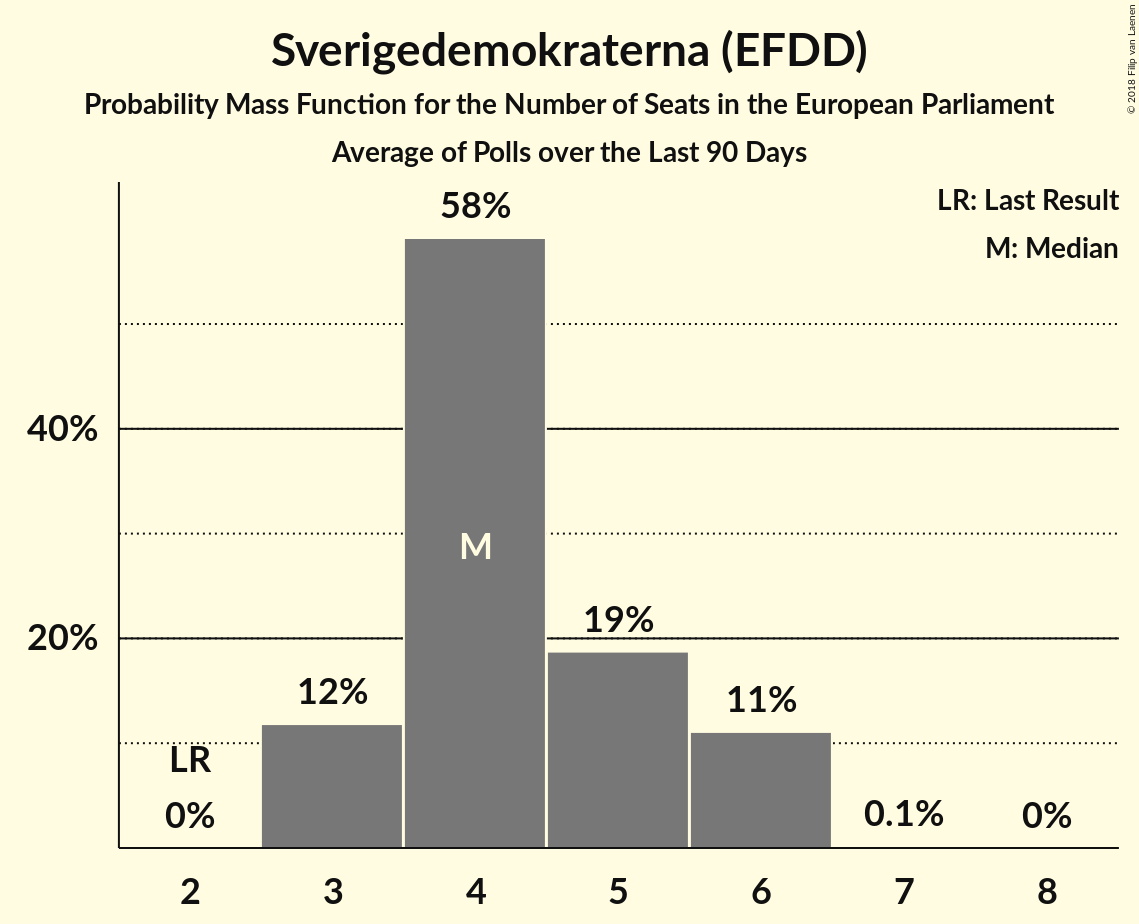 Sverigedemokraterna (EFDD)
Probability Mass Function for the Number of Seats in the European Parliament
Average of Polls over the Last 90 Days
© 2018 Filip van Laenen
LR: Last Result
M: Median
58%
40%
M
20%
19%
12%
11%
LR
0%
0.1%
0%
2 3 4 5 6 7 8